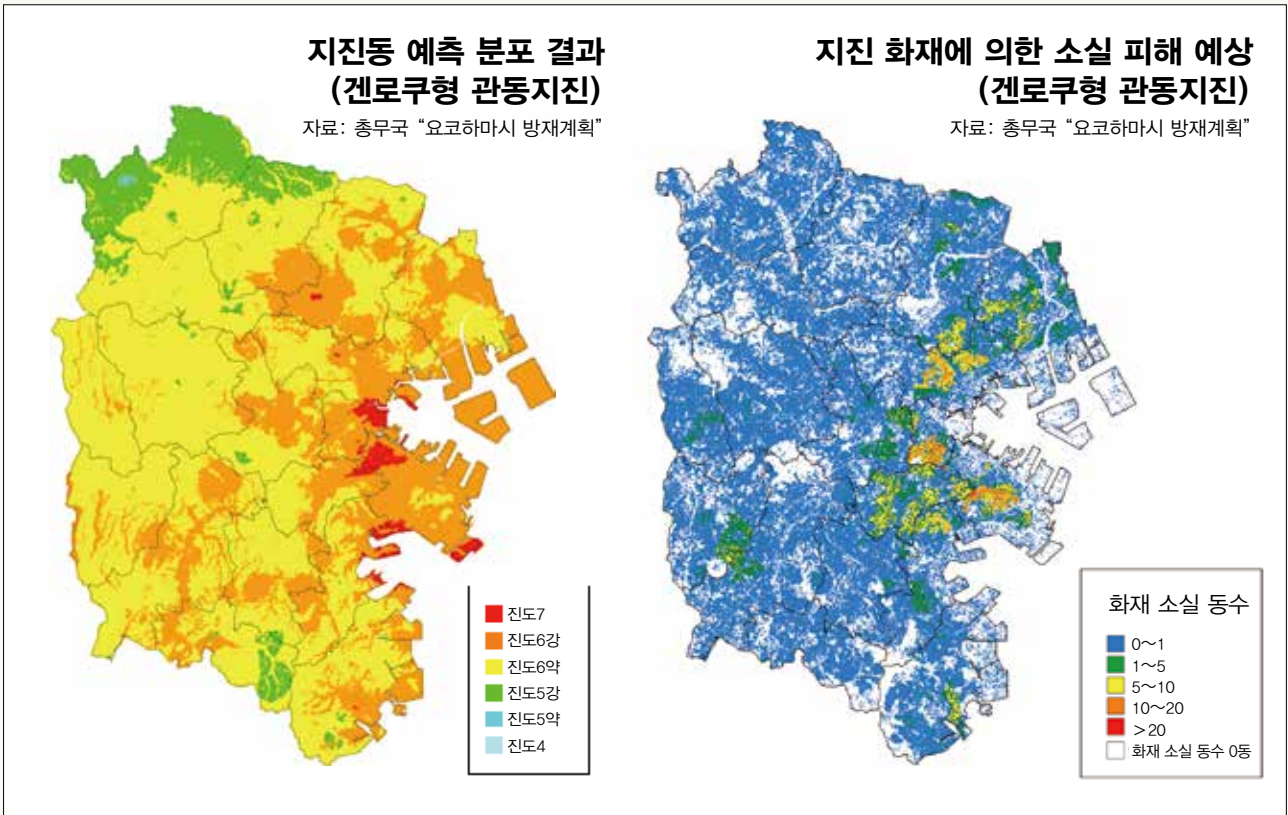 지진동 예측 분포 결과
(겐로쿠형 관동지진)
자료: 총무국 “요코하마시 방재계획”
진도7
진도6강
진도6약
진도5강
진도5약
진도4
지진 화재에 의한 소실 피해 예상
(겐로쿠형 관동지진)
자료: 총무국 “요코하마시 방재계획”
화재 소실 동수
0～1
1～5
5～10
10～20
>20
화재 소실 동수 0동